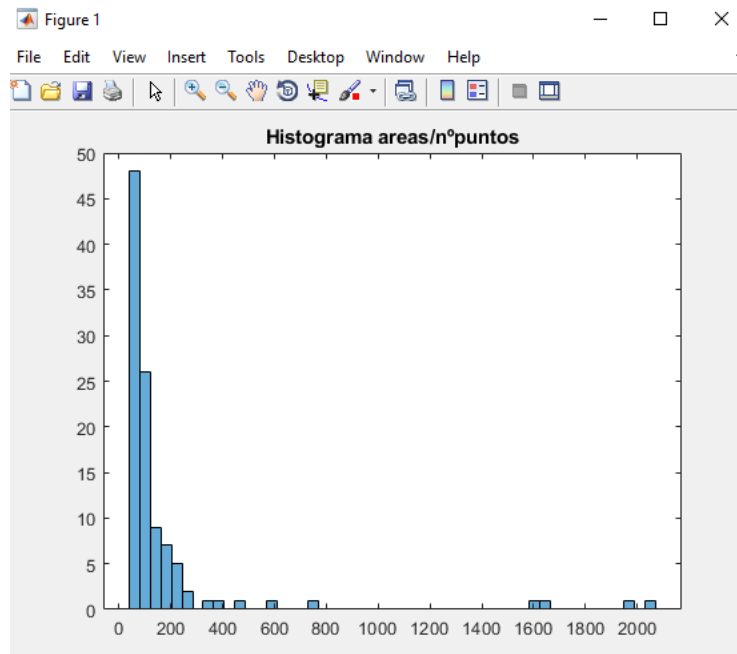 Figure 1
File Edit View Insert Tools Desktop Window Help
Histograma areas/nºpuntos
50
45
40
35
30
25
20
15
10
5
0
0 200 400 600 800 1000 1200 1400 1600 1800 2000